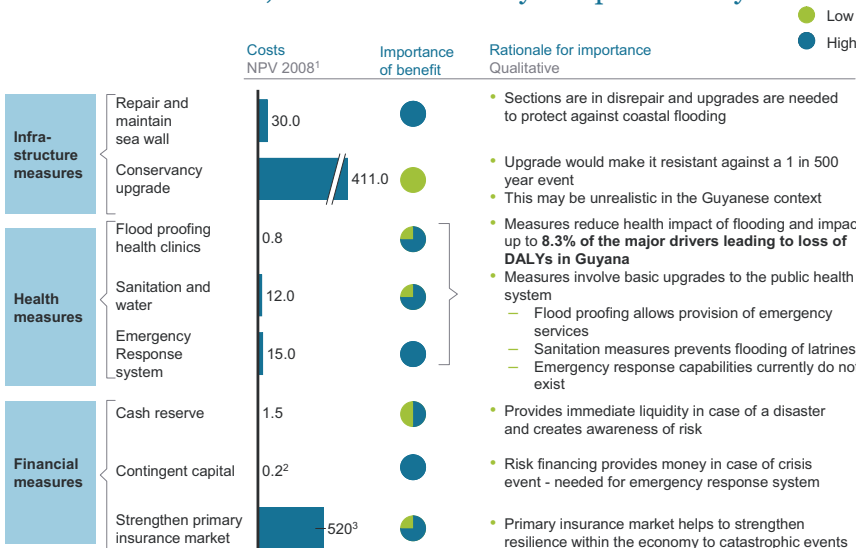 Low
High
Costs
NPV 2008¹
Importance
of benefit
Rationale for importance
Qualitative
Infra-
structure
measures
Repair and
maintain
sea wall
30.0
• Sections are in disrepair and upgrades are needed
to protect against coastal flooding
Conservancy
upgrade
411.0
• Upgrade would make it resistant against a 1 in 500
year event
• This may be unrealistic in the Guyanese context
Health
measures
Flood proofing
health clinics
0.8
Sanitation and
water
12.0
Emergency
Response
system
15.0
• Measures reduce health impact of flooding and impac
up to 8.3% of the major drivers leading to loss of
DALYs in Guyana
• Measures involve basic upgrades to the public health
system
– Flood proofing allows provision of emergency
services
– Sanitation measures prevents flooding of latrines
– Emergency response capabilities currently do not
exist
Financial
measures
Cash reserve
1.5
• Provides immediate liquidity in case of a disaster
and creates awareness of risk
Contingent capital
0.2²
• Risk financing provides money in case of crisis
event - needed for emergency response system
Strengthen primary
insurance market
520³
• Primary insurance market helps to strengthen
resilience within the economy to catastrophic events